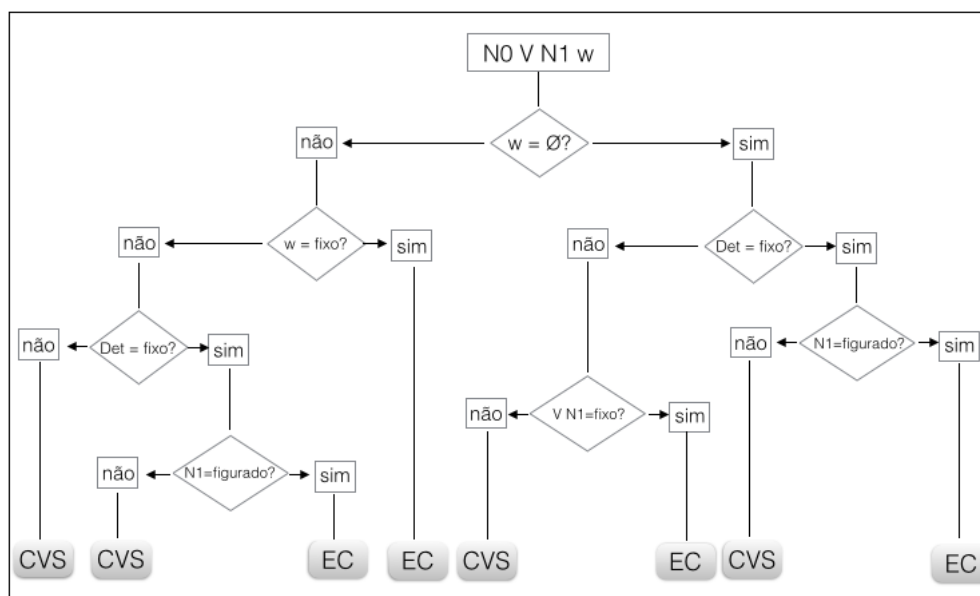 N0 V N1 w
não
w = Ø?
sim
não
w = fixo?
sim
não
Det = fixo?
sim
não
Det = fixo?
sim
não
N1=figurado?
sim
não
V N1=fixo?
sim
não
N1=figurado?
sim
CVS
CVS
EC
EC
CVS
EC
CVS
EC